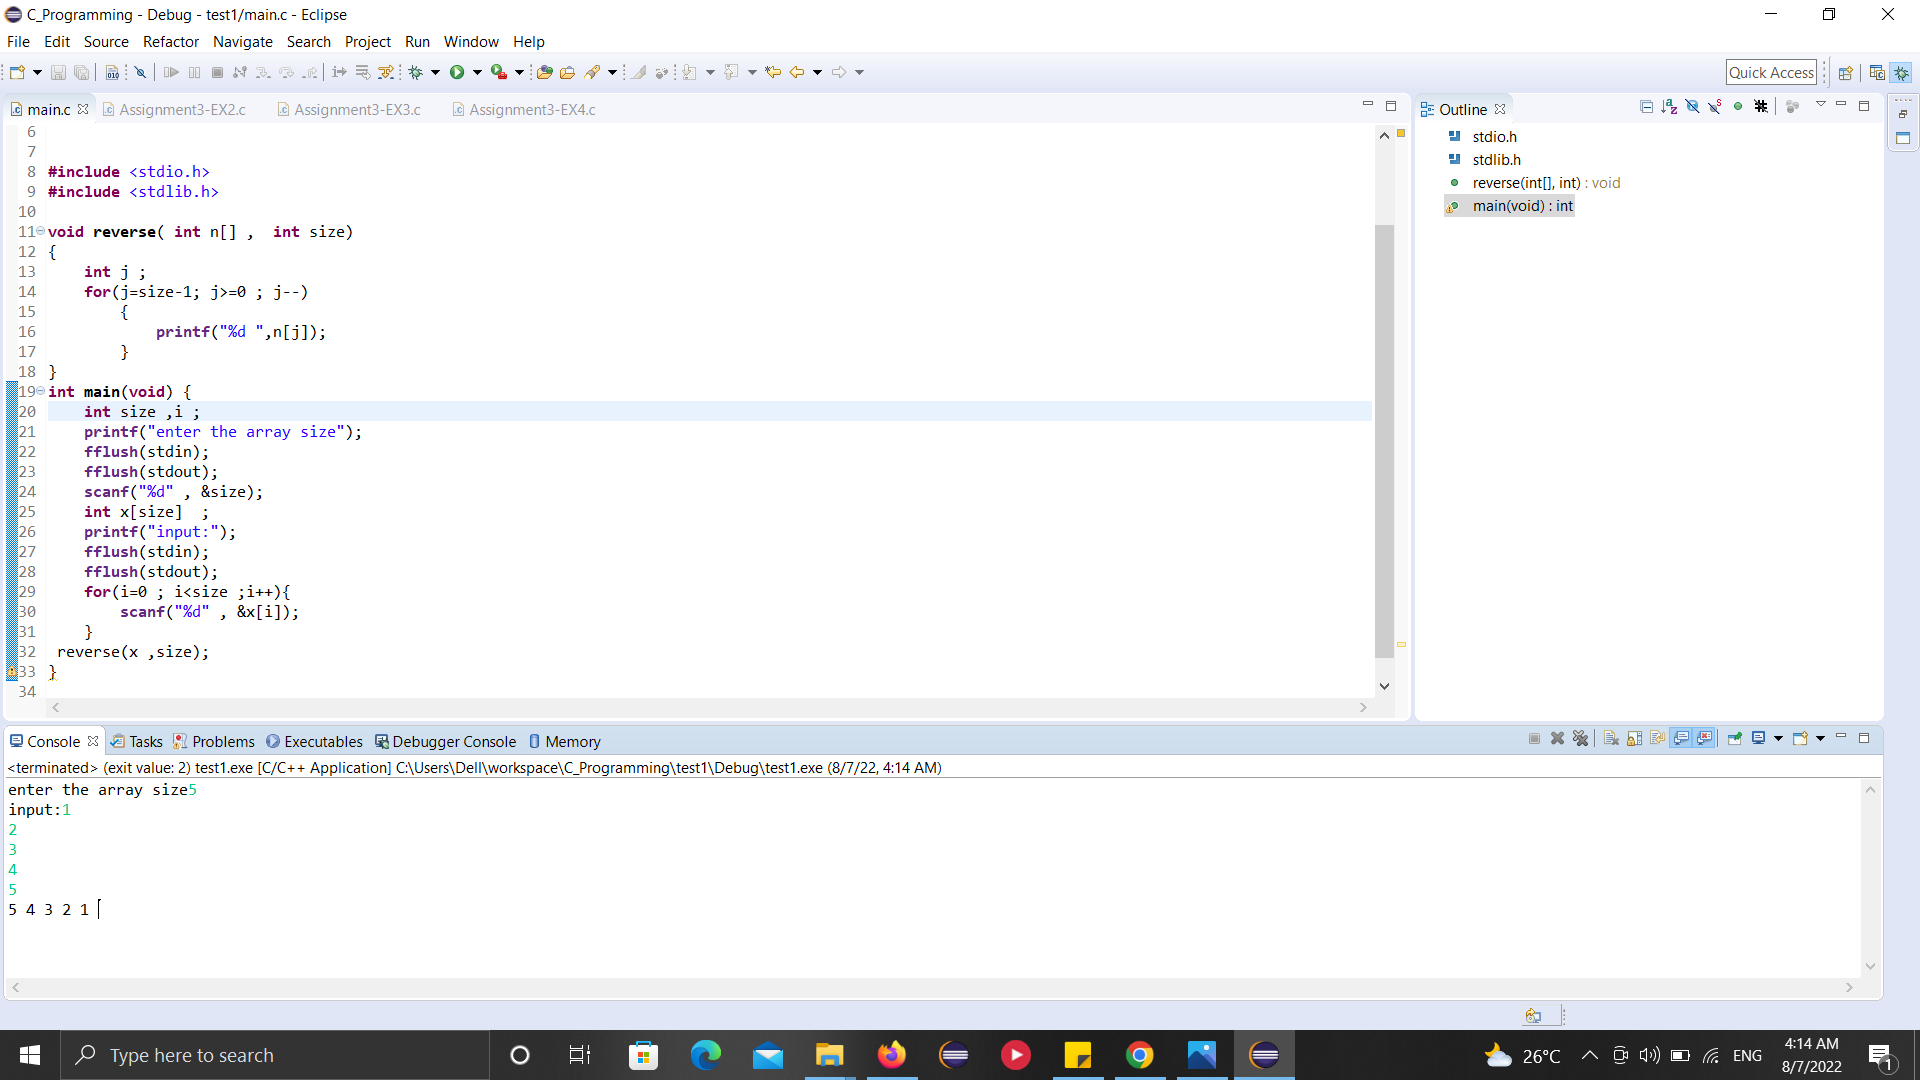 C_Programming - Debug - test1/main.c - Eclipse
File Edit Source Refactor Navigate Search Project Run Window Help
Quick Access
main.c Assignment3-EX2.c Assignment3-EX3.c Assignment3-EX4.c
6
7
8 #include <stdio.h>
9 #include <stdlib.h>
10
11 void reverse( int n[] ,  int size)
12 {
13     int j ;
14     for(j=size-1; j>=0 ; j--)
15         {
16             printf("%d ",n[j]);
17         }
18 }
19 int main(void) {
20     int size ,i ;
21     printf("enter the array size");
22     fflush(stdin);
23     fflush(stdout);
24     scanf("%d" , &size);
25     int x[size]  ;
26     printf("input:");
27     fflush(stdin);
28     fflush(stdout);
29     for(i=0 ; i<size ;i++){
30         scanf("%d" , &x[i]);
31     }
32  reverse(x ,size);
33 }
34
Outline
stdio.h
stdlib.h
reverse(int[], int) : void
main(void) : int
Console Tasks Problems Executables Debugger Console Memory
<terminated> (exit value: 2) test1.exe [C/C++ Application] C:\Users\Dell\workspace\C_Programming\test1\Debug\test1.exe (8/7/22, 4:14 AM)
enter the array size5
input:1
2
3
4
5
5 4 3 2 1
Type here to search
26°C
ENG
4:14 AM
8/7/2022
1